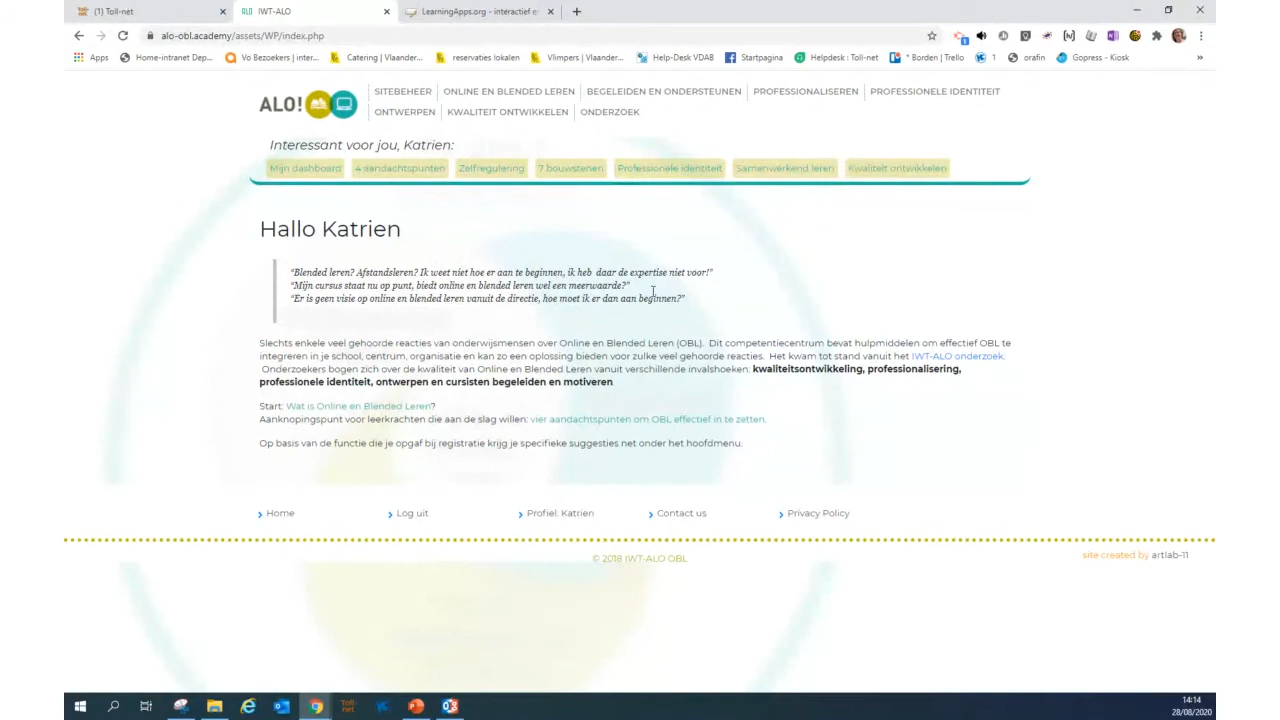 (1) Toll-net
IWT-ALO
LearningApps.org - interactief e
alo-obl.academy/assets/WP/index.php
Apps
Home-intranet Dep...
Vo Bezoekers | inter...
Catering | Vlaander...
reservaties lokalen
Vlimpers | Vlaander...
Help-Desk VDAB
Startpagina
Helpdesk : Toll-net
* Borden | Trello
1
orafin
Gopress - Kiosk
»
ALO!
SITEBEHEER
ONLINE EN BLENDED LEREN
BEGELEIDEN EN ONDERSTEUNEN
PROFESSIONALISEREN
PROFESSIONELE IDENTITEIT
ONTWERPEN
KWALITEIT ONTWIKKELEN
ONDERZOEK
Interessant voor jou, Katrien:
Mijn dashboard
4 aandachtspunten
Zelfregulering
7 bouwstenen
Professionele identiteit
Samenwerkend leren
Kwaliteit ontwikkelen
Hallo Katrien
“Blended leren? Afstandsleren? Ik weet niet hoe er aan te beginnen, ik heb daar de expertise niet voor!”
“Mijn cursus staat nu op punt, biedt online en blended leren wel een meerwaarde?”
“Er is geen visie op online en blended leren vanuit de directie, hoe moet ik er dan aan beginnen?”
Slechts enkele veel gehoorde reacties van onderwijsmensen over Online en Blended Leren (OBL). Dit competentiecentrum bevat hulpmiddelen om effectief OBL te
integreren in je school, centrum, organisatie en kan zo een oplossing bieden voor zulke veel gehoorde reacties. Het kwam tot stand vanuit het IWT-ALO onderzoek.
Onderzoekers bogen zich over de kwaliteit van Online en Blended Leren vanuit verschillende invalshoeken: kwaliteitsontwikkeling, professionalisering,
professionele identiteit, ontwerpen en cursisten begeleiden en motiveren.
Start: Wat is Online en Blended Leren?
Aanknopingspunt voor leerkrachten die aan de slag willen: vier aandachtspunten om OBL effectief in te zetten.
Op basis van de functie die je opgaf bij registratie krijg je specifieke suggesties net onder het hoofdmenu.
Home
Log uit
Profiel: Katrien
Contact us
Privacy Policy
© 2018 IWT-ALO OBL
site created by artlab-11
Toll-net
14:14
28/08/2020